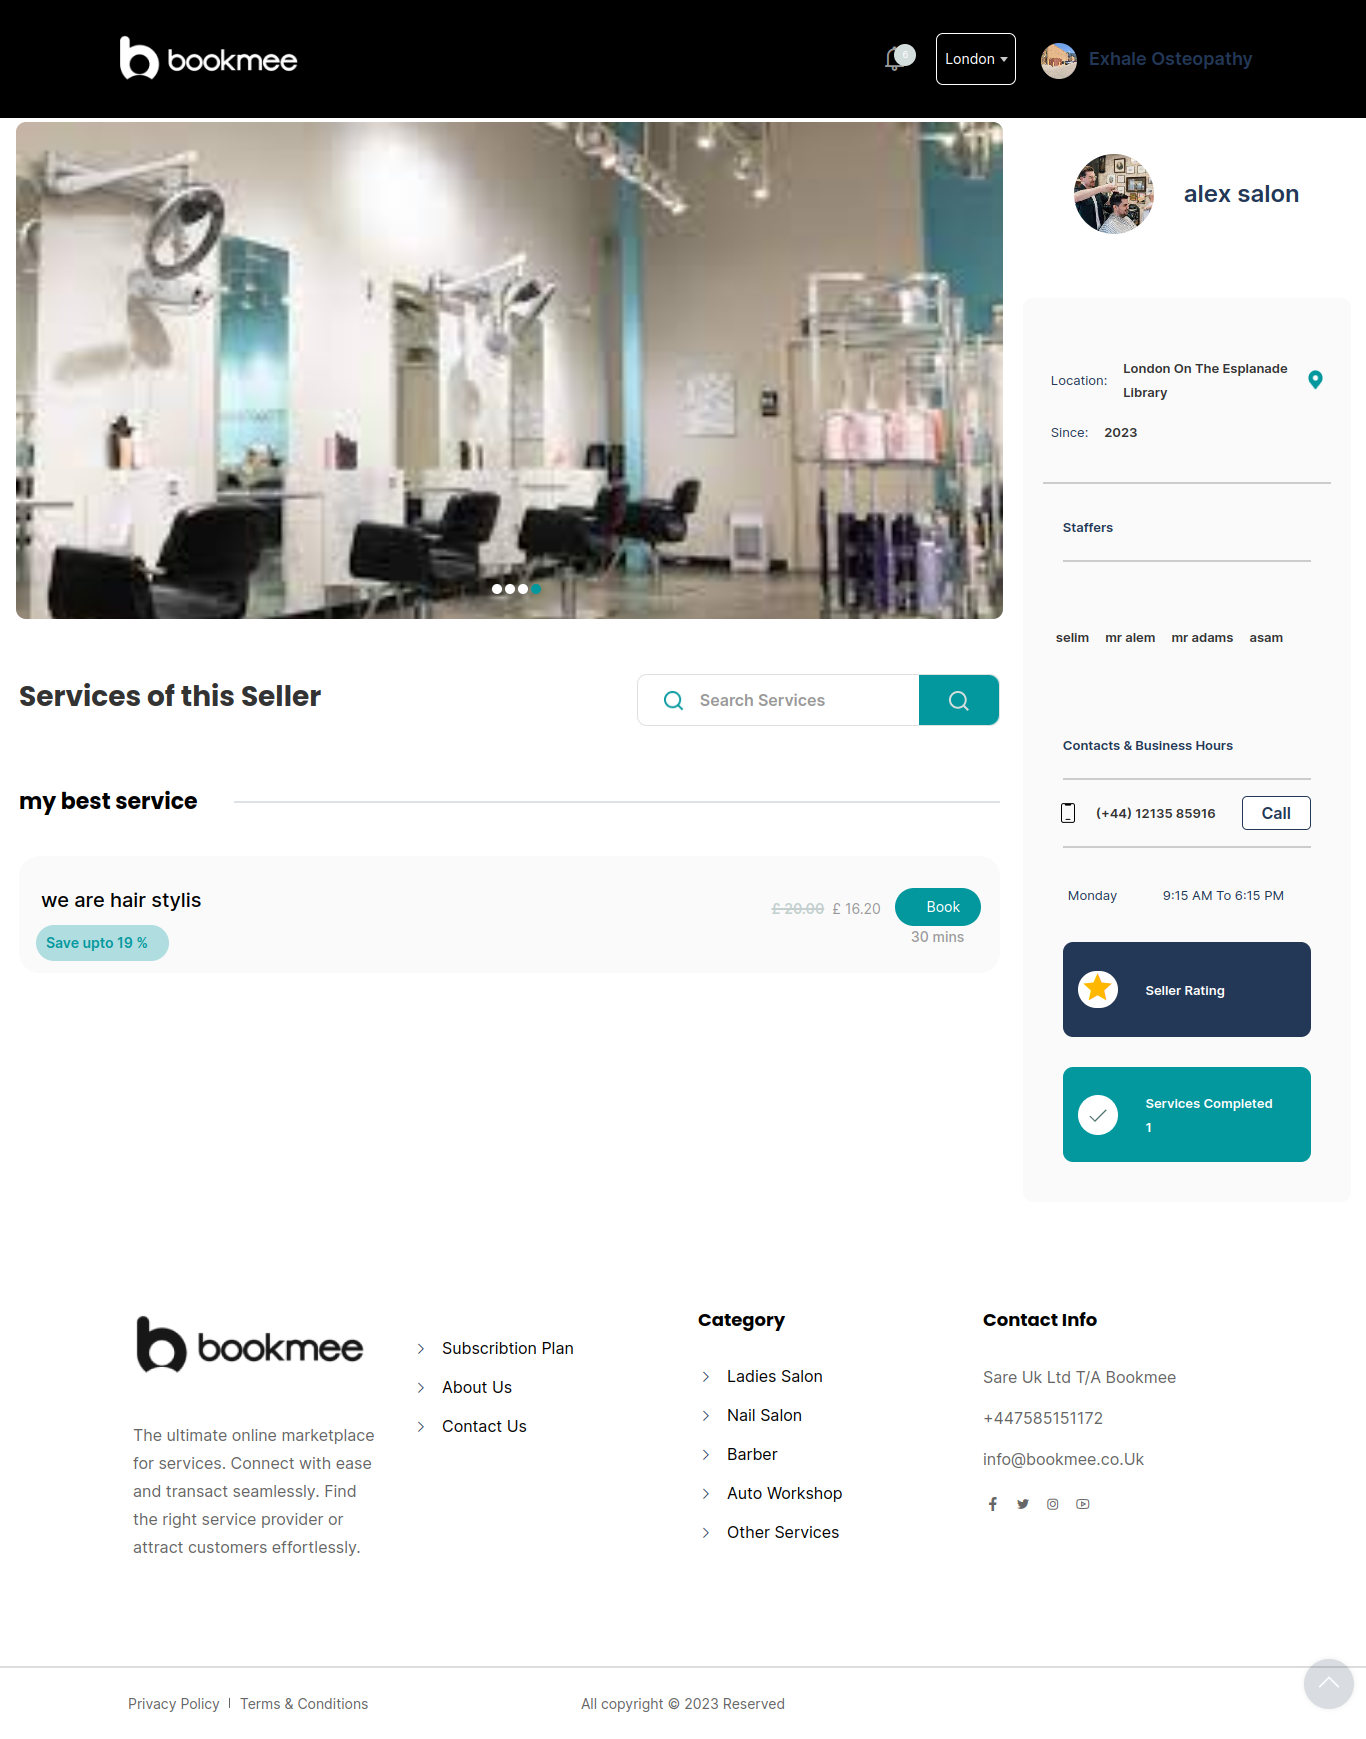 bookmee
6
London
Exhale Osteopathy
alex salon
Location:
London On The Esplanade
Library
Since: 2023
Staffers
selim mr alem mr adams asam
Contacts & Business Hours
(+44) 12135 85916
Call
Monday 9:15 AM To 6:15 PM
Seller Rating
Services Completed
1
Services of this Seller
Search Services
my best service
we are hair stylis
Save upto 19 %
£ 20.00 £ 16.20
Book
30 mins
bookmee
The ultimate online marketplace
for services. Connect with ease
and transact seamlessly. Find
the right service provider or
attract customers effortlessly.
Subscribtion Plan
About Us
Contact Us
Category
Ladies Salon
Nail Salon
Barber
Auto Workshop
Other Services
Contact Info
Sare Uk Ltd T/A Bookmee
+447585151172
info@bookmee.co.Uk
Privacy Policy | Terms & Conditions
All copyright © 2023 Reserved